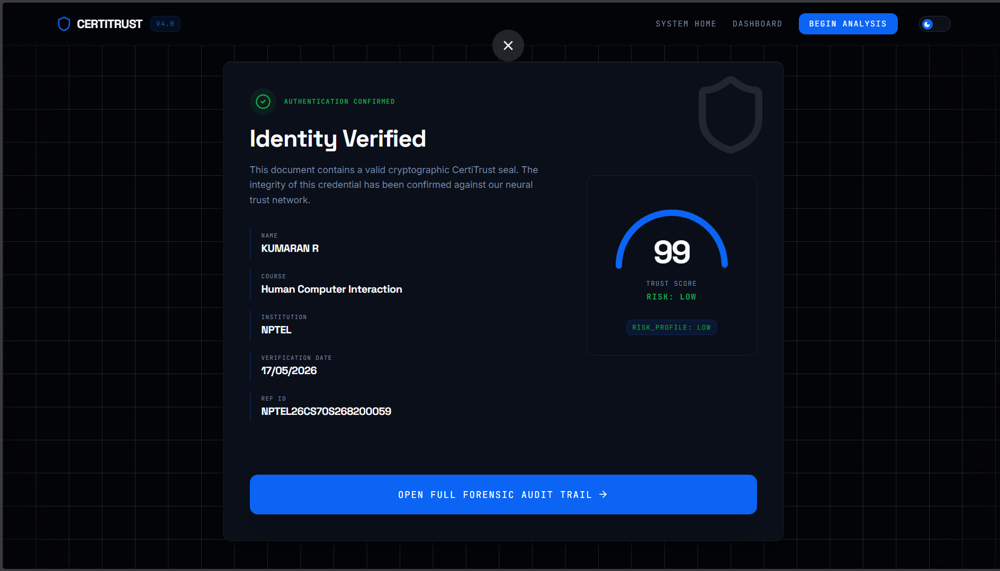 CERTITRUST V4.0
SYSTEM HOME DASHBOARD BEGIN ANALYSIS
AUTHENTICATION CONFIRMED
Identity Verified
This document contains a valid cryptographic CertiTrust seal. The
integrity of this credential has been confirmed against our neural
trust network.
NAME
KUMARAN R
COURSE
Human Computer Interaction
INSTITUTION
NPTEL
VERIFICATION DATE
17/05/2026
REF ID
NPTEL26CS70S268200059
99
TRUST SCORE
RISK: LOW
RISK_PROFILE: LOW
OPEN FULL FORENSIC AUDIT TRAIL →